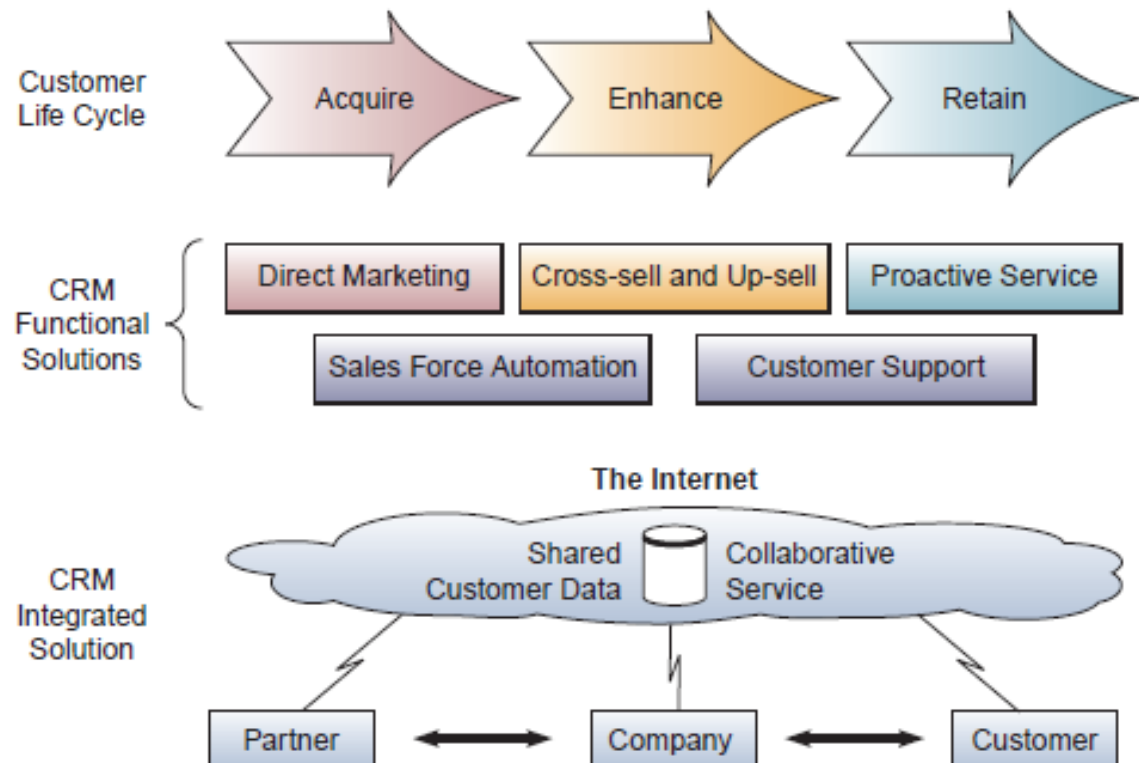 Customer
Life Cycle
Acquire
Enhance
Retain
CRM
Functional
Solutions
Direct Marketing
Cross-sell and Up-sell
Proactive Service
Sales Force Automation
Customer Support
The Internet
CRM
Integrated
Solution
Shared
Customer Data
Collaborative
Service
Partner
Company
Customer